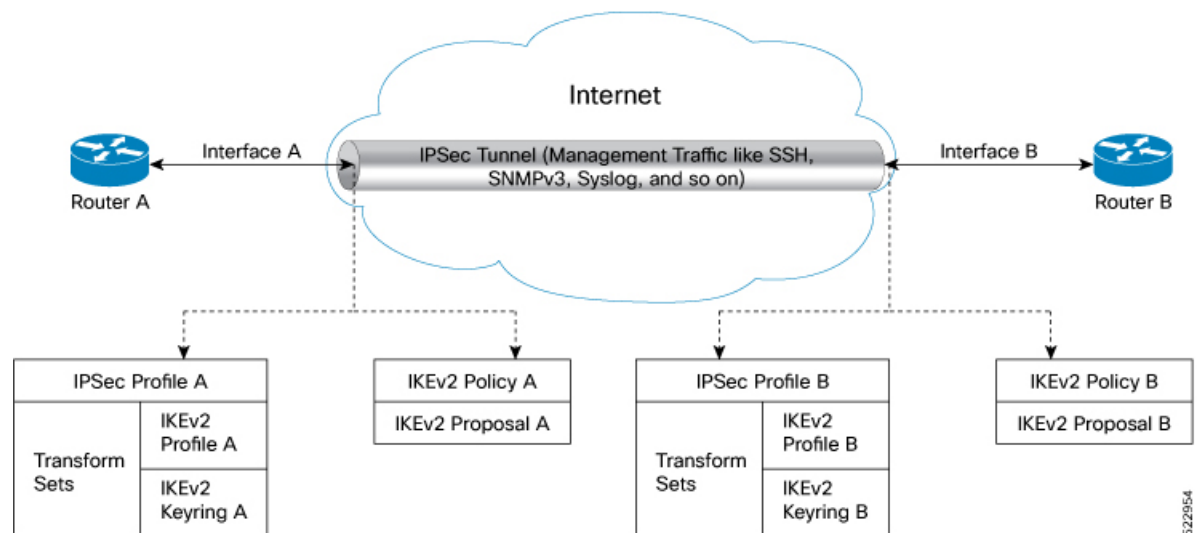 Internet
Interface A
IPSec Tunnel (Management Traffic like SSH,
SNMPv3, Syslog, and so on)
Interface B
Router A
Router B
IPSec Profile A
Transform
Sets
IKEv2
Profile A
IKEv2
Keyring A
IKEv2 Policy A
IKEv2 Proposal A
IPSec Profile B
Transform
Sets
IKEv2
Profile B
IKEv2
Keyring B
IKEv2 Policy B
IKEv2 Proposal B
522954